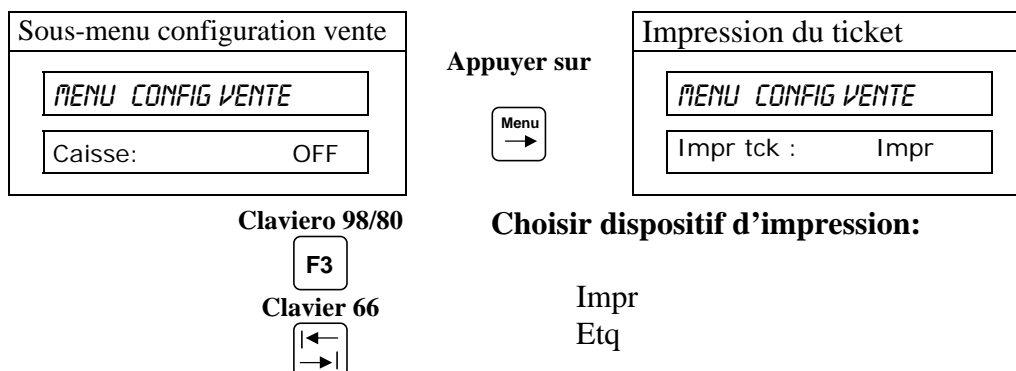 Sous-menu configuration vente
MENU CONFIG VENTE
Caisse: OFF
Appuyer sur
Menu
Impression du ticket
MENU CONFIG VENTE
Impr tck : Impr
Claviero 98/80
F3
Clavier 66
Choisir dispositif d’impression:
Impr
Etq